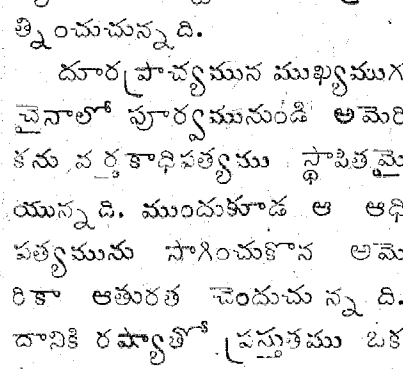 త్నించుచున్నది.
దూరప్రాచ్యమున ముఖ్యముగ
చైనాలో పూర్వమునుండి అమెరి
కను వర్తకాధిపత్యము స్థాపితమై
యున్నది. ముందుకూడ ఆ ఆధి
పత్యమును సాగించుకొన అమె
రికా ఆతురత చెందుచున్నది.
దానికి రష్యాతో ప్రస్తుతము ఒక